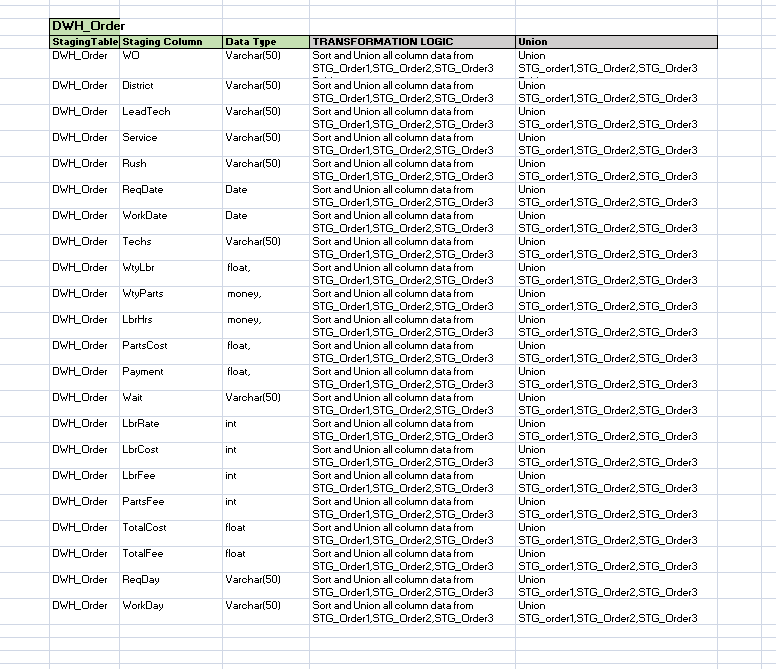 DWH_Order
StagingTable Staging Column Data Type TRANSFORMATION LOGIC Union
DWH_Order WO Varchar(50) Sort and Union all column data from Union
STG_Order1,STG_Order2,STG_Order3 STG_order1,STG_Order2,STG_Order3
DWH_Order District Varchar(50) Sort and Union all column data from Union
STG_Order1,STG_Order2,STG_Order3 STG_order1,STG_Order2,STG_Order3
DWH_Order LeadTech Varchar(50) Sort and Union all column data from Union
STG_Order1,STG_Order2,STG_Order3 STG_order1,STG_Order2,STG_Order3
DWH_Order Service Varchar(50) Sort and Union all column data from Union
STG_Order1,STG_Order2,STG_Order3 STG_order1,STG_Order2,STG_Order3
DWH_Order Rush Varchar(50) Sort and Union all column data from Union
STG_Order1,STG_Order2,STG_Order3 STG_order1,STG_Order2,STG_Order3
DWH_Order ReqDate Date Sort and Union all column data from Union
STG_Order1,STG_Order2,STG_Order3 STG_order1,STG_Order2,STG_Order3
DWH_Order WorkDate Date Sort and Union all column data from Union
STG_Order1,STG_Order2,STG_Order3 STG_order1,STG_Order2,STG_Order3
DWH_Order Techs Varchar(50) Sort and Union all column data from Union
STG_Order1,STG_Order2,STG_Order3 STG_order1,STG_Order2,STG_Order3
DWH_Order WtyLbr float, Sort and Union all column data from Union
STG_Order1,STG_Order2,STG_Order3 STG_order1,STG_Order2,STG_Order3
DWH_Order WtyParts money, Sort and Union all column data from Union
STG_Order1,STG_Order2,STG_Order3 STG_order1,STG_Order2,STG_Order3
DWH_Order LbrHrs money, Sort and Union all column data from Union
STG_Order1,STG_Order2,STG_Order3 STG_order1,STG_Order2,STG_Order3
DWH_Order PartsCost float, Sort and Union all column data from Union
STG_Order1,STG_Order2,STG_Order3 STG_order1,STG_Order2,STG_Order3
DWH_Order Payment float, Sort and Union all column data from Union
STG_Order1,STG_Order2,STG_Order3 STG_order1,STG_Order2,STG_Order3
DWH_Order Wait Varchar(50) Sort and Union all column data from Union
STG_Order1,STG_Order2,STG_Order3 STG_order1,STG_Order2,STG_Order3
DWH_Order LbrRate int Sort and Union all column data from Union
STG_Order1,STG_Order2,STG_Order3 STG_order1,STG_Order2,STG_Order3
DWH_Order LbrCost int Sort and Union all column data from Union
STG_Order1,STG_Order2,STG_Order3 STG_order1,STG_Order2,STG_Order3
DWH_Order LbrFee int Sort and Union all column data from Union
STG_Order1,STG_Order2,STG_Order3 STG_order1,STG_Order2,STG_Order3
DWH_Order PartsFee int Sort and Union all column data from Union
STG_Order1,STG_Order2,STG_Order3 STG_order1,STG_Order2,STG_Order3
DWH_Order TotalCost float Sort and Union all column data from Union
STG_Order1,STG_Order2,STG_Order3 STG_order1,STG_Order2,STG_Order3
DWH_Order TotalFee float Sort and Union all column data from Union
STG_Order1,STG_Order2,STG_Order3 STG_order1,STG_Order2,STG_Order3
DWH_Order ReqDay Varchar(50) Sort and Union all column data from Union
STG_Order1,STG_Order2,STG_Order3 STG_order1,STG_Order2,STG_Order3
DWH_Order WorkDay Varchar(50) Sort and Union all column data from Union
STG_Order1,STG_Order2,STG_Order3 STG_order1,STG_Order2,STG_Order3